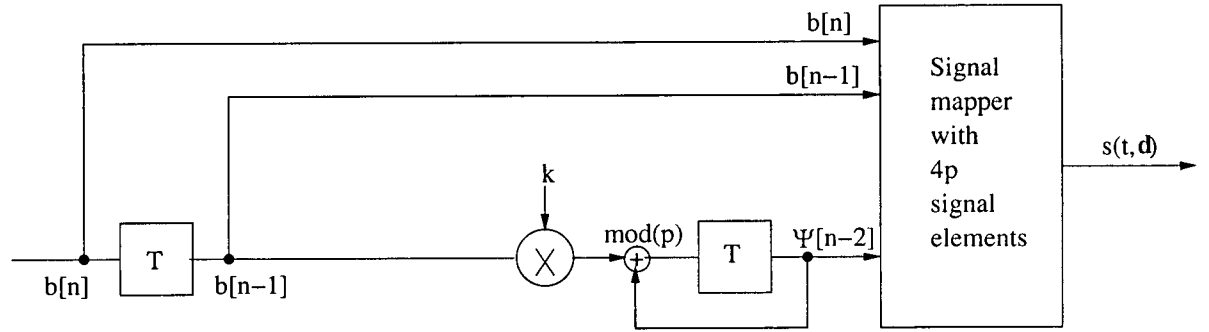 b[n]
b[n−1]
Signal
mapper
with
4p
signal
elements
s(t,d)
k
mod(p)
Ψ[n−2]
T
X
+
T
b[n]
b[n−1]